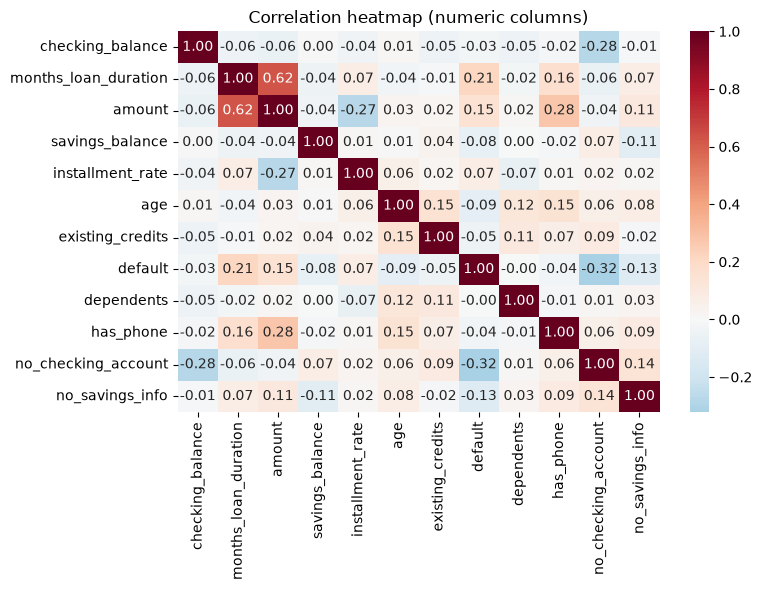 Correlation heatmap (numeric columns)
checking_balance 1.00 -0.06 -0.06 0.00 -0.04 0.01 -0.05 -0.03 -0.05 -0.02 -0.28 -0.01
months_loan_duration -0.06 1.00 0.62 -0.04 0.07 -0.04 -0.01 0.21 -0.02 0.16 -0.06 0.07
amount -0.06 0.62 1.00 -0.04 -0.27 0.03 0.02 0.15 0.02 0.28 -0.04 0.11
savings_balance 0.00 -0.04 -0.04 1.00 0.01 0.01 0.04 -0.08 0.00 -0.02 0.07 -0.11
installment_rate -0.04 0.07 -0.27 0.01 1.00 0.06 0.02 0.07 -0.07 0.01 0.02 0.02
age 0.01 -0.04 0.03 0.01 0.06 1.00 0.15 -0.09 0.12 0.15 0.06 0.08
existing_credits -0.05 -0.01 0.02 0.04 0.02 0.15 1.00 -0.05 0.11 0.07 0.09 -0.02
default -0.03 0.21 0.15 -0.08 0.07 -0.09 -0.05 1.00 -0.00 -0.04 -0.32 -0.13
dependents -0.05 -0.02 0.02 0.00 -0.07 0.12 0.11 -0.00 1.00 -0.01 0.01 0.03
has_phone -0.02 0.16 0.28 -0.02 0.01 0.15 0.07 -0.04 -0.01 1.00 0.06 0.09
no_checking_account -0.28 -0.06 -0.04 0.07 0.02 0.06 0.09 -0.32 0.01 0.06 1.00 0.14
no_savings_info -0.01 0.07 0.11 -0.11 0.02 0.08 -0.02 -0.13 0.03 0.09 0.14 1.00
checking_balance
months_loan_duration
amount
savings_balance
installment_rate
age
existing_credits
default
dependents
has_phone
no_checking_account
no_savings_info
1.0
0.8
0.6
0.4
0.2
0.0
−0.2